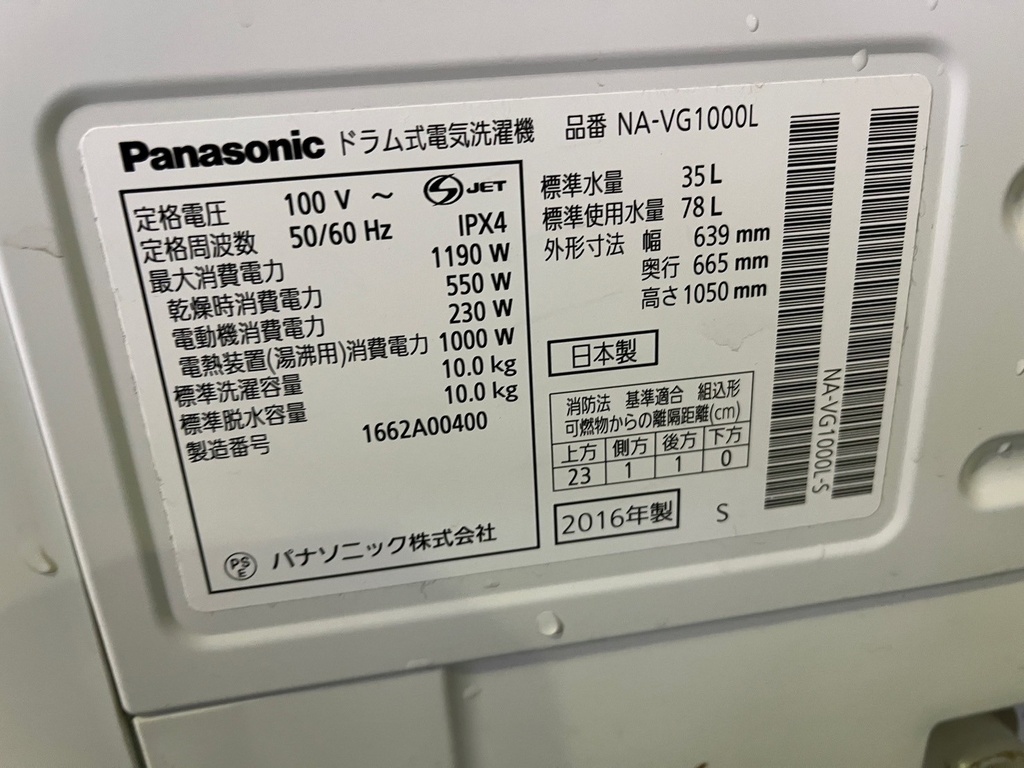 Panasonic ドラム式電気洗濯機 品番 NA-VG1000L
定格電圧 100 V ～ S JET
定格周波数 50/60 Hz IPX4
最大消費電力 1190 W
乾燥時消費電力 550 W
電動機消費電力 230 W
電熱装置(湯沸用)消費電力 1000 W
標準洗濯容量 10.0 kg
標準脱水容量 10.0 kg
製造番号 1662A00400
PS
E パナソニック株式会社
標準水量 35 L
標準使用水量 78 L
外形寸法 幅 639 mm
奥行 665 mm
高さ 1050 mm
日本製
消防法 基準適合 組込形
可燃物からの離隔距離(cm)
上方 側方 後方 下方
23 1 1 0
2016年製 S
NA-VG1000L-S